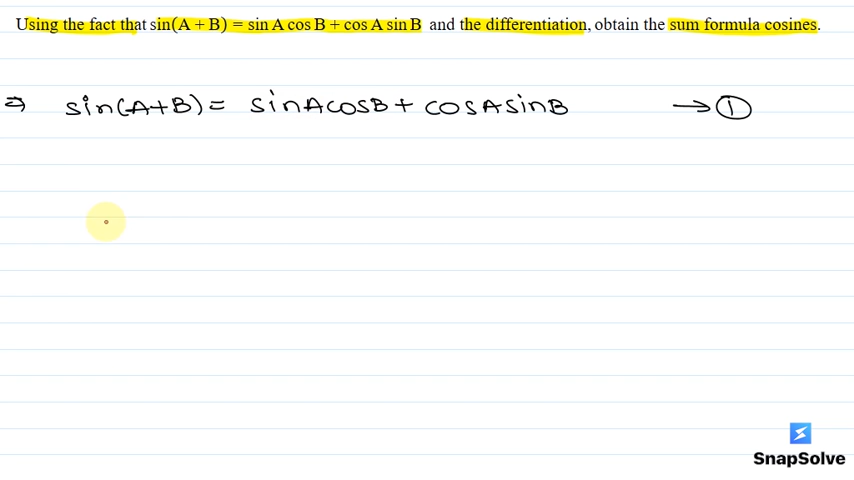 Using the fact that sin(A + B) = sin A cos B + cos A sin B and the differentiation, obtain the sum formula cosines.
⇒ sin(A+B) = sinAcosB + cosAsinB → ①
SnapSolve